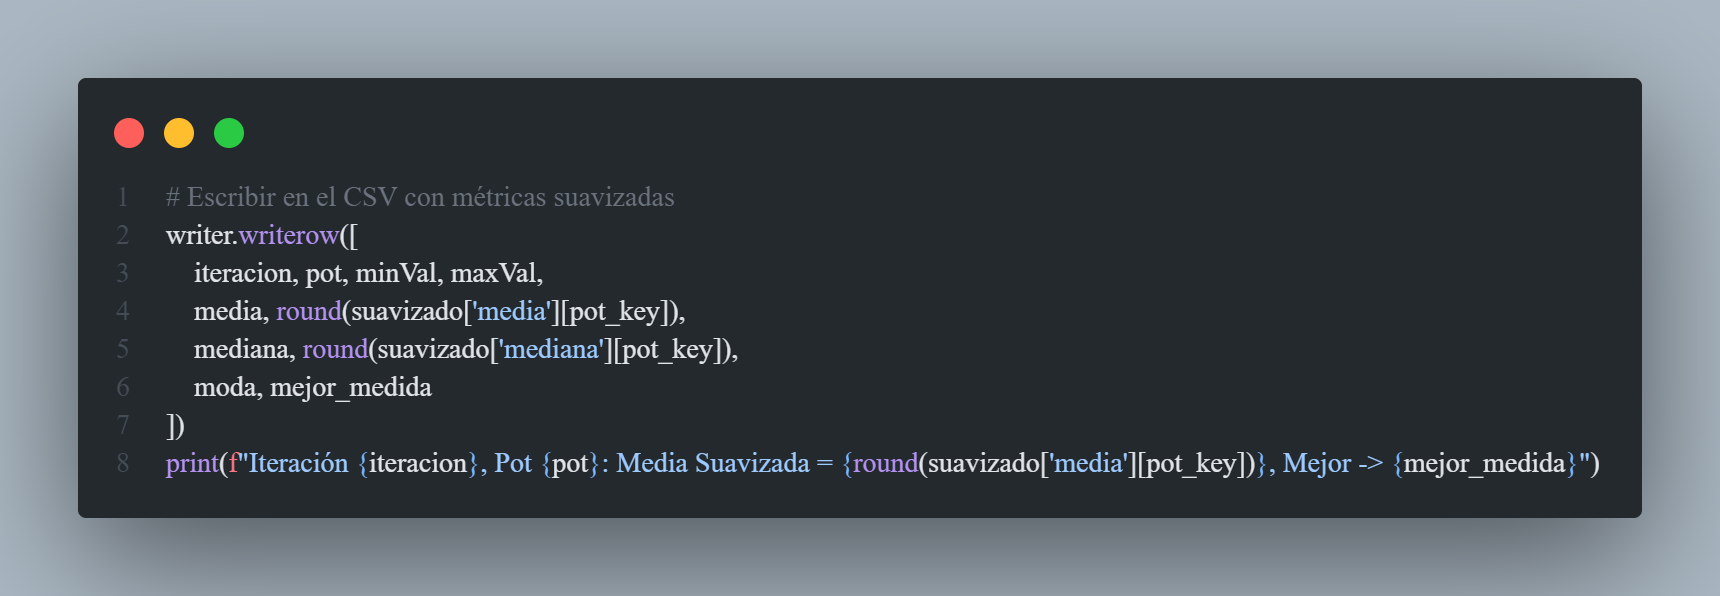 1 # Escribir en el CSV con métricas suavizadas
2 writer.writerow([
3 iteracion, pot, minVal, maxVal,
4 media, round(suavizado['media'][pot_key]),
5 mediana, round(suavizado['mediana'][pot_key]),
6 moda, mejor_medida
7 ])
8 print(f"Iteración {iteracion}, Pot {pot}: Media Suavizada = {round(suavizado['media'][pot_key])}, Mejor -> {mejor_medida}")